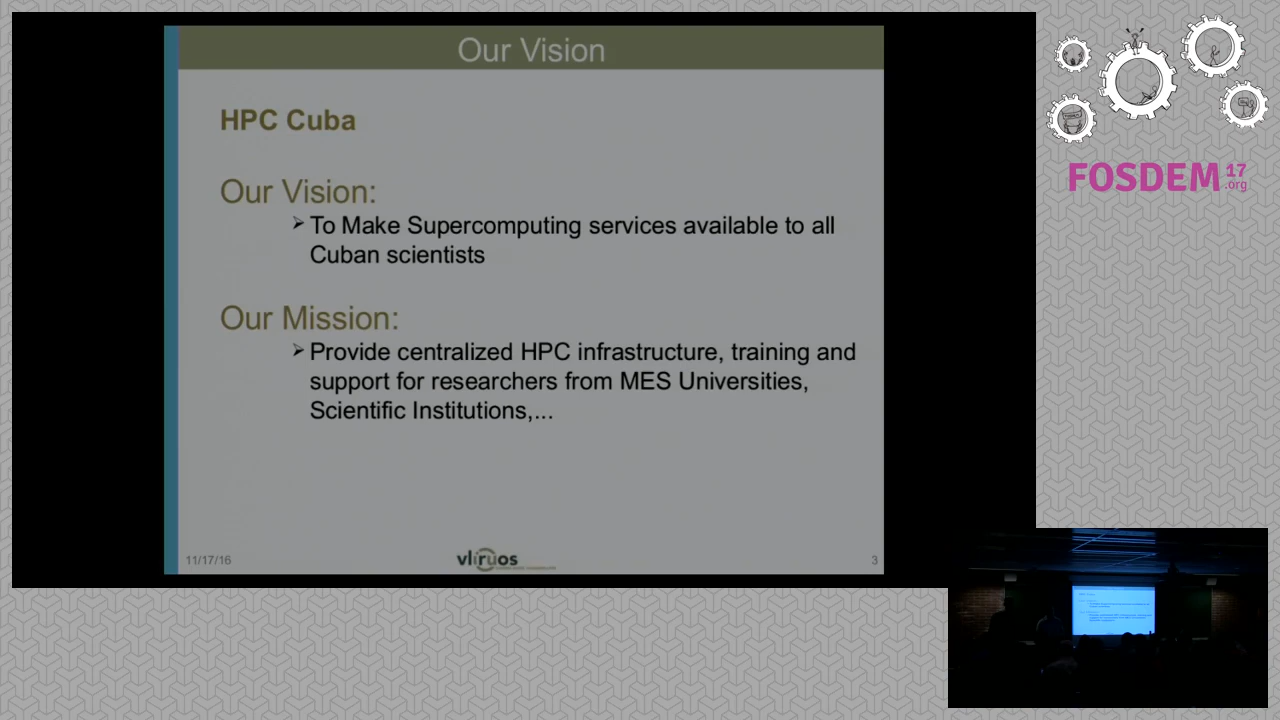 Our Vision
HPC Cuba
Our Vision:
➢ To Make Supercomputing services available to all
Cuban scientists
Our Mission:
➢ Provide centralized HPC infrastructure, training and
support for researchers from MES Universities,
Scientific Institutions,...
11/17/16
vliruos
3
FOSDEM 17
.org